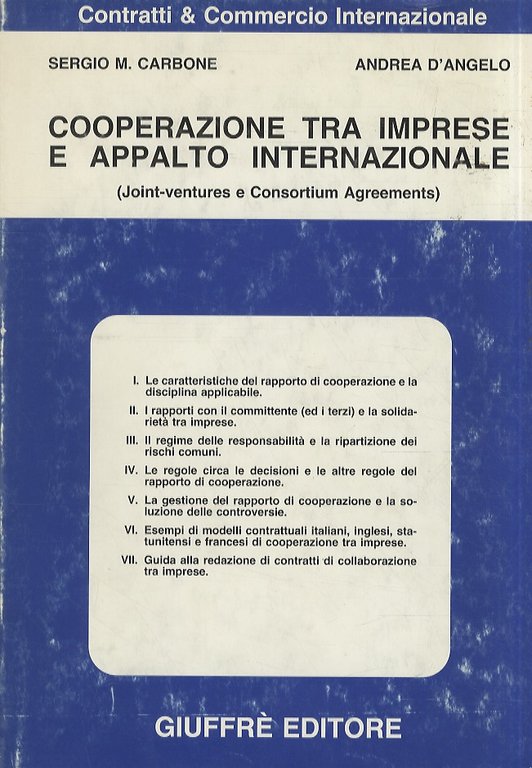 Contratti & Commercio Internazionale
SERGIO M. CARBONE ANDREA D'ANGELO
COOPERAZIONE TRA IMPRESE
E APPALTO INTERNAZIONALE
(Joint-ventures e Consortium Agreements)
I. Le caratteristiche del rapporto di cooperazione e la
disciplina applicabile.
II. I rapporti con il committente (ed i terzi) e la solida-
rietà tra imprese.
III. Il regime delle responsabilità e la ripartizione dei
rischi comuni.
IV. Le regole circa le decisioni e le altre regole del
rapporto di cooperazione.
V. La gestione del rapporto di cooperazione e la so-
luzione delle controversie.
VI. Esempi di modelli contrattuali italiani, inglesi, sta-
tunitensi e francesi di cooperazione tra imprese.
VII. Guida alla redazione di contratti di collaborazione
tra imprese.
GIUFFRÈ EDITORE